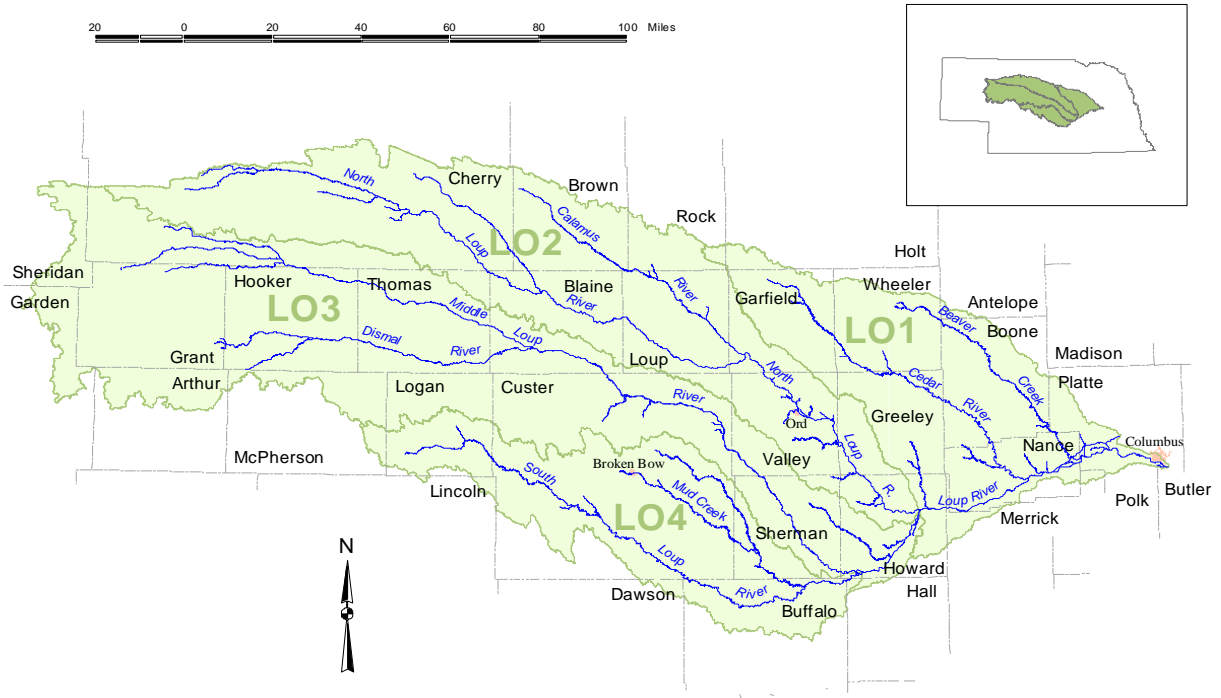 20 0 20 40 60 80 100 Miles
North
Cherry
Brown
Calamus
Rock
LO2
Loup
Holt
Sheridan
Garden
Hooker
Thomas
Blaine
River
River
Garfield
Wheeler
Antelope
Beaver
Boone
LO3
Middle
Loup
LO1
Dismal
River
Madison
Grant
Arthur
Loup
North
Cedar
River
Creek
Platte
Logan
Custer
River
Greeley
Ord
Loup
R.
Nanoe
Columbus
McPherson
Broken Bow
Valley
Lincoln
South
Mud Creek
Loup River
Butler
Polk
Merrick
LO4
Sherman
N
Loup
Howard
Hall
Dawson
River
Buffalo